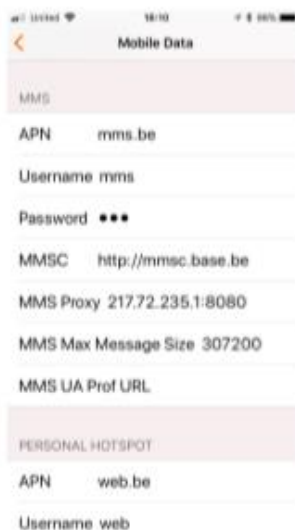 18:10
Mobile Data
MMS
APN mms.be
Username mms
Password •••
MMSC http://mmsc.base.be
MMS Proxy 217.72.235.1:8080
MMS Max Message Size 307200
MMS UA Prof URL
PERSONAL HOTSPOT
APN web.be
Username web